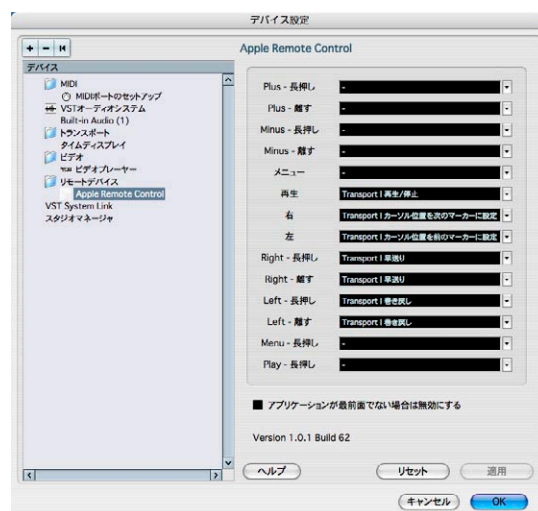 デバイス設定
+ - |◀
Apple Remote Control
デバイス
MIDI
MIDIポートのセットアップ
VSTオーディオシステム
Built-in Audio (1)
トランスポート
タイムディスプレイ
ビデオ
ビデオプレーヤー
リモートデバイス
Apple Remote Control
VST System Link
スタジオマネージャ
Plus - 長押し -
Plus - 離す -
Minus - 長押し -
Minus - 離す -
メニュー -
再生 Transport | 再生/停止
右 Transport | カーソル位置を次のマーカーに設定
左 Transport | カーソル位置を前のマーカーに設定
Right - 長押し Transport | 早送り
Right - 離す Transport | 早送り
Left - 長押し Transport | 巻き戻し
Left - 離す Transport | 巻き戻し
Menu - 長押し -
Play - 長押し -
アプリケーションが最前面でない場合は無効にする
Version 1.0.1 Build 62
ヘルプ リセット 適用
キャンセル OK